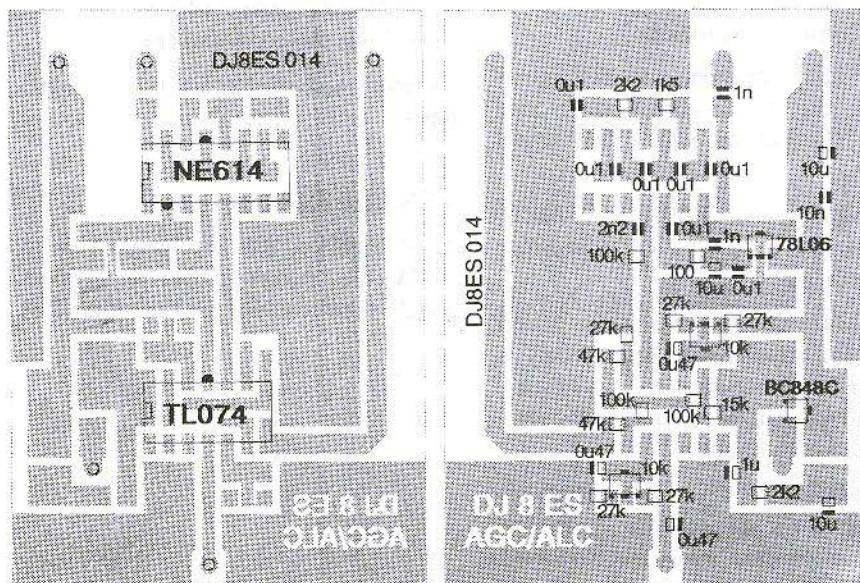 DJ8ES 014
NE614
TL074
DJ 8 ES
AGC/ALC
0u1
2k2
1k5
1n
0u1
0u1
0u1
0u1
10u
10n
2n2
0u1
1n
78L06
100k
100
10u
0u1
DJ8ES 014
27k
27k
27k
47k
0u47
10k
BC848C
100k
100k
15k
47k
0u47
10k
1u
27k
27k
2k2
10u
DJ 8 ES
AGC/ALC
0u47